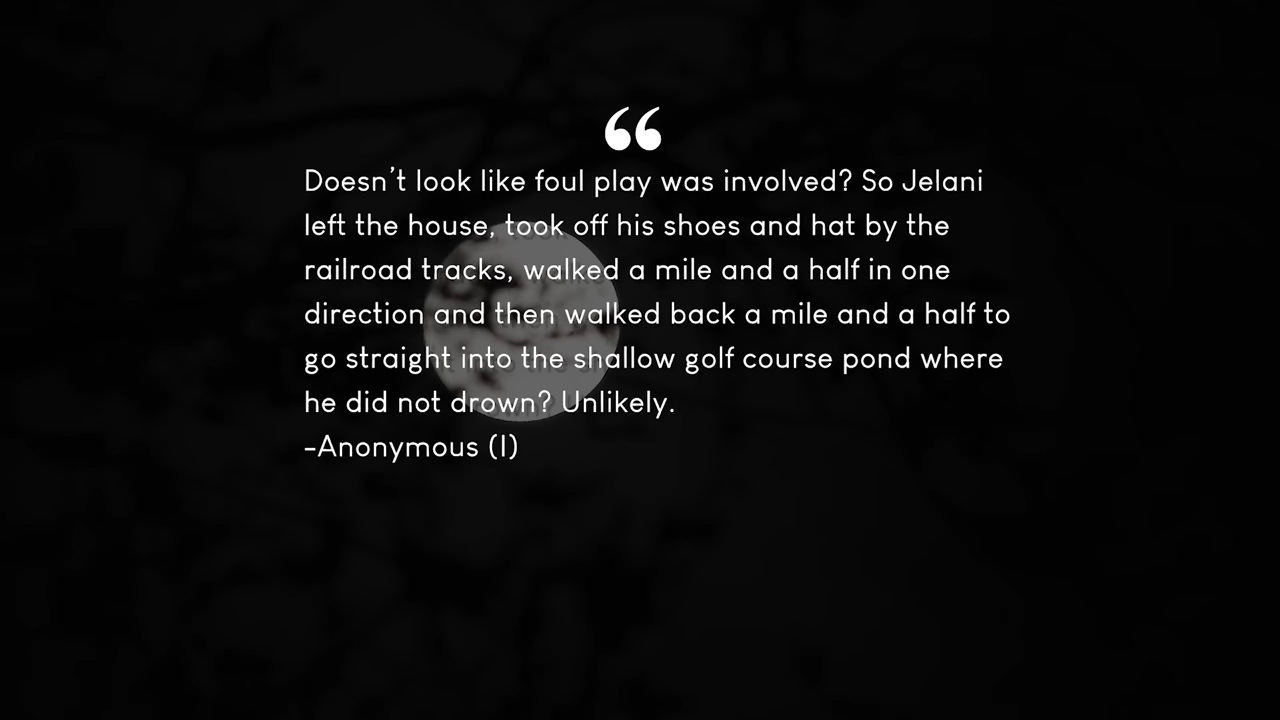 “
Doesn’t look like foul play was involved? So Jelani
left the house, took off his shoes and hat by the
railroad tracks, walked a mile and a half in one
direction and then walked back a mile and a half to
go straight into the shallow golf course pond where
he did not drown? Unlikely.
-Anonymous (I)